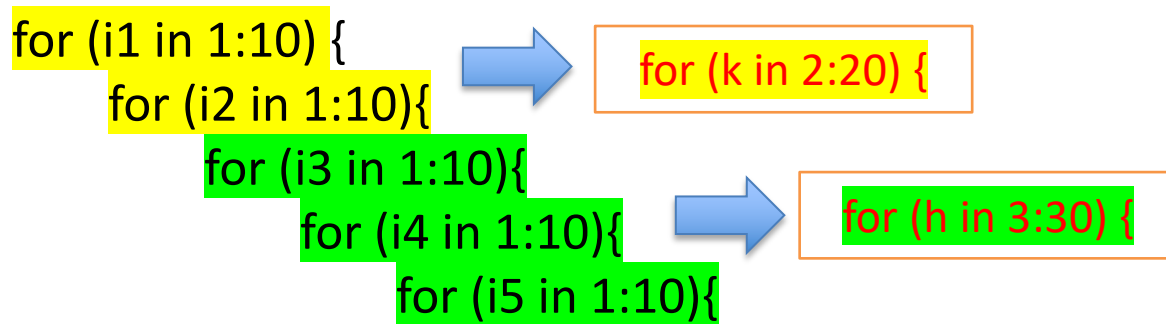 for (i1 in 1:10) {
for (k in 2:20) {
for (i2 in 1:10){
for (i3 in 1:10){
for (i4 in 1:10){
for (h in 3:30) {
for (i5 in 1:10){